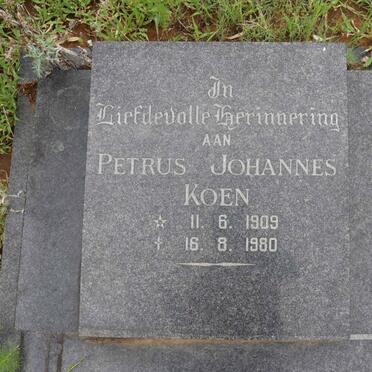 In
Liefdevolle Herinnering
AAN
PETRUS JOHANNES
KOEN
☆ 11. 6. 1909
† 16. 8. 1980